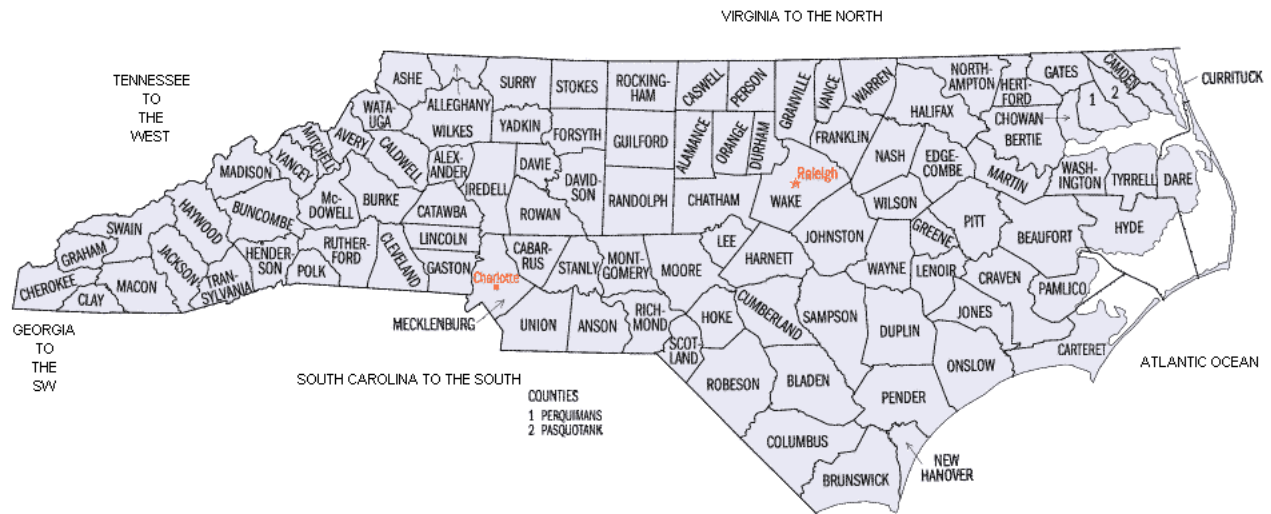 VIRGINIA TO THE NORTH
TENNESSEE
TO
THE
WEST
ASHE
ALLEGHANY
SURRY
STOKES
ROCKING-
HAM
CASWELL
PERSON
GRANVILLE
VANCE
WARREN
NORTH-
AMPTON
HERT-
FORD
GATES
CAMDEN
CURRITUCK
1
2
WATA-
UGA
WILKES
YADKIN
FORSYTH
GUILFORD
ALAMANCE
ORANGE
DURHAM
FRANKLIN
HALIFAX
CHOWAN
BERTIE
MITCHELL
AVERY
CALDWELL
ALEX-
ANDER
IREDELL
DAVIE
DAVID-
SON
RANDOLPH
CHATHAM
Raleigh
WAKE
NASH
EDGE-
COMBE
MARTIN
WASH-
INGTON
TYRRELL
DARE
MADISON
YANCEY
Mc-
DOWELL
BURKE
CATAWBA
ROWAN
WILSON
PITT
BEAUFORT
HYDE
HAYWOOD
BUNCOMBE
RUTHER-
FORD
CLEVELAND
LINCOLN
GASTON
CABAR-
RUS
STANLY
MONT-
GOMERY
MOORE
LEE
HARNETT
JOHNSTON
GREENE
WAYNE
LENOIR
CRAVEN
PAMLICO
SWAIN
GRAHAM
CHEROKEE
CLAY
MACON
JACKSON
TRAN-
SYLVANIA
HENDER-
SON
POLK
Charlotte
MECKLENBURG
UNION
ANSON
RICH-
MOND
SCOT-
LAND
HOKE
CUMBERLAND
SAMPSON
DUPLIN
JONES
CARTERET
ONSLOW
GEORGIA
TO
THE
SW
SOUTH CAROLINA TO THE SOUTH
ATLANTIC OCEAN
ROBESON
BLADEN
PENDER
COLUMBUS
BRUNSWICK
NEW
HANOVER
COUNTIES
1 PERQUIMANS
2 PASQUOTANK